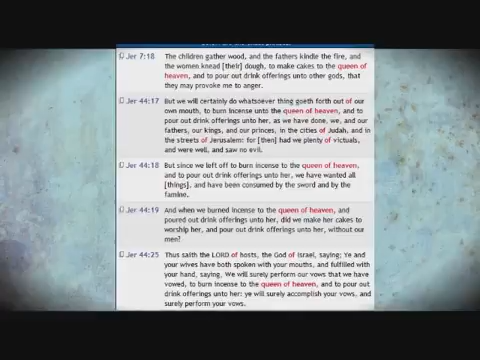 Jer 7:18 The children gather wood, and the fathers kindle the fire, and
the women knead [their] dough, to make cakes to the queen of
heaven, and to pour out drink offerings unto other gods, that
they may provoke me to anger.
Jer 44:17 But we will certainly do whatsoever thing goeth forth out of our
own mouth, to burn incense unto the queen of heaven, and to
pour out drink offerings unto her, as we have done, we, and our
fathers, our kings, and our princes, in the cities of Judah, and in
the streets of Jerusalem: for [then] had we plenty of victuals,
and were well, and saw no evil.
Jer 44:18 But since we left off to burn incense to the queen of heaven,
and to pour out drink offerings unto her, we have wanted all
[things], and have been consumed by the sword and by the
famine.
Jer 44:19 And when we burned incense to the queen of heaven, and
poured out drink offerings unto her, did we make her cakes to
worship her, and pour out drink offerings unto her, without our
men?
Jer 44:25 Thus saith the LORD of hosts, the God of Israel, saying; Ye and
your wives have both spoken with your mouths, and fulfilled with
your hand, saying, We will surely perform our vows that we have
vowed, to burn incense to the queen of heaven, and to pour out
drink offerings unto her: ye will surely accomplish your vows, and
surely perform your vows.